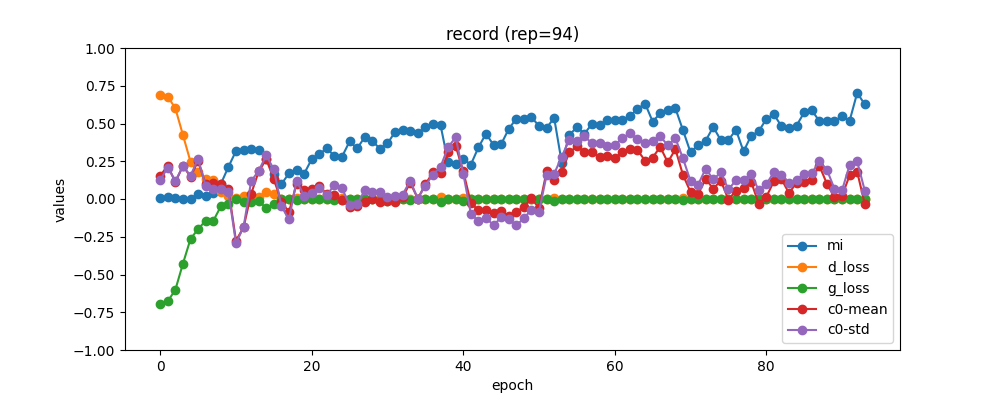 record (rep=94)
1.00
0.75
0.50
0.25
0.00
−0.25
−0.50
−0.75
−1.00
values
0 20 40 60 80
epoch
mi
d_loss
g_loss
c0-mean
c0-std